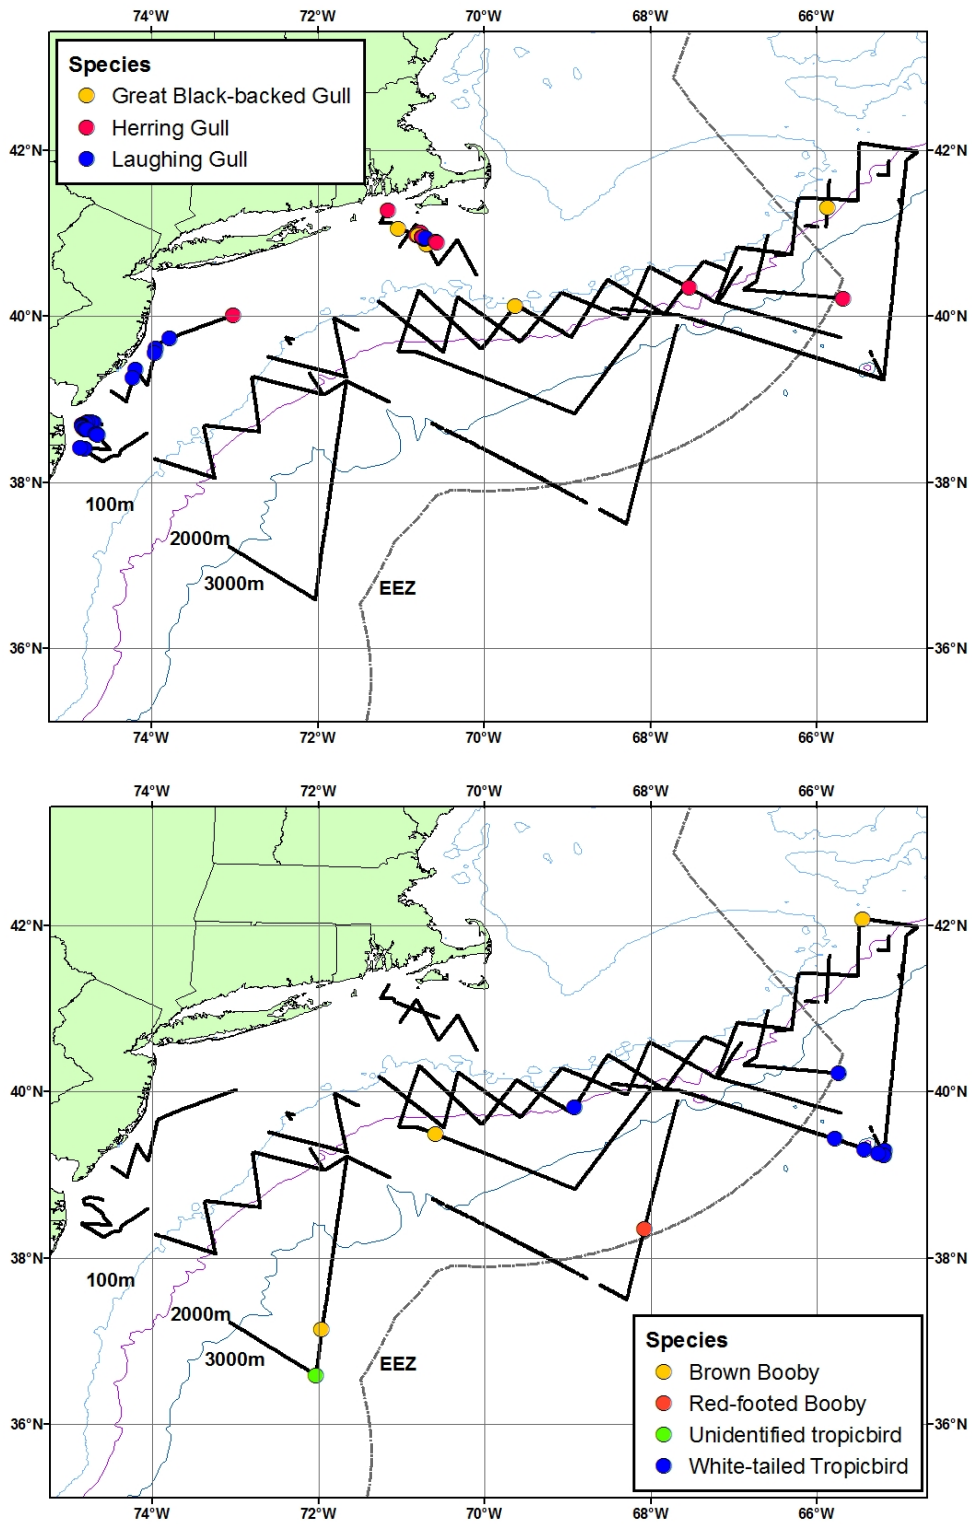 74°W 72°W 70°W 68°W 66°W
Species
Great Black-backed Gull
Herring Gull
Laughing Gull
42°N 42°N
40°N 40°N
38°N 38°N
100m
2000m
3000m
EEZ
36°N 36°N
74°W 72°W 70°W 68°W 66°W
74°W 72°W 70°W 68°W 66°W
42°N 42°N
40°N 40°N
38°N 38°N
100m
2000m
3000m
EEZ
Species
Brown Booby
Red-footed Booby
Unidentified tropicbird
White-tailed Tropicbird
36°N 36°N
74°W 72°W 70°W 68°W 66°W